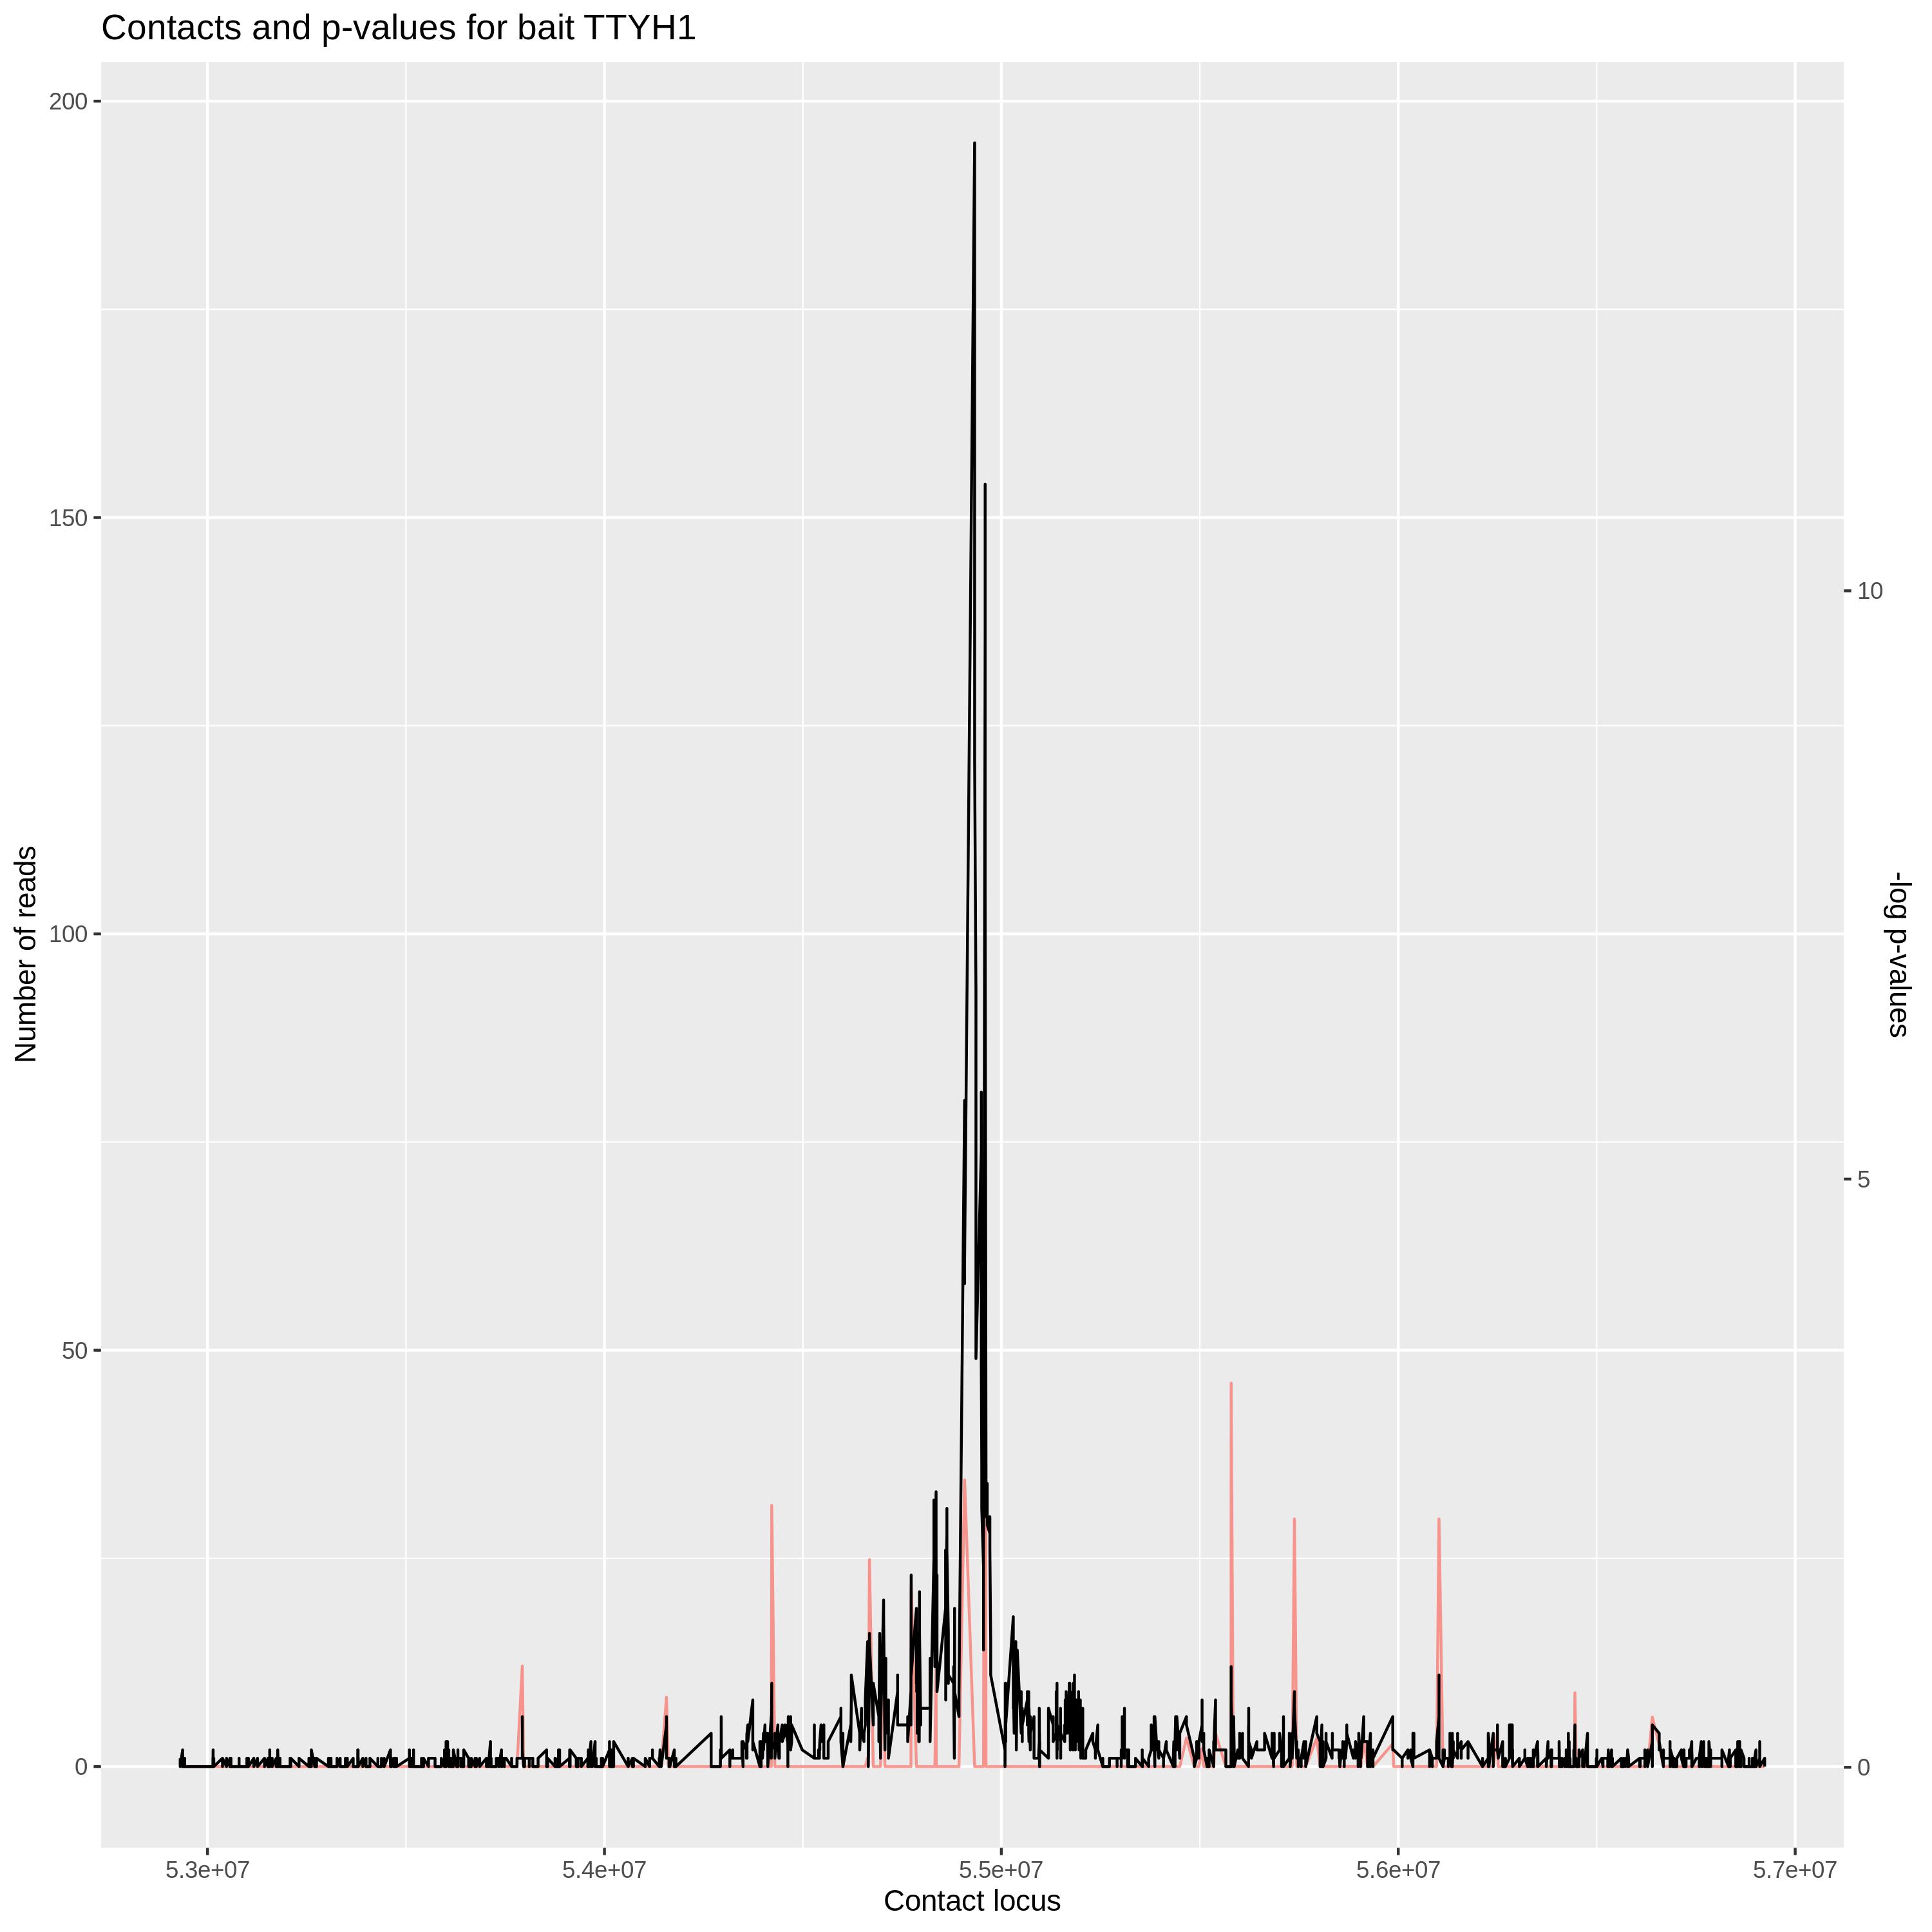 Contacts and p-values for bait TTYH1
200
150
100
50
0
Number of reads
10
5
0
-log p-values
5.3e+07
5.4e+07
5.5e+07
5.6e+07
5.7e+07
Contact locus